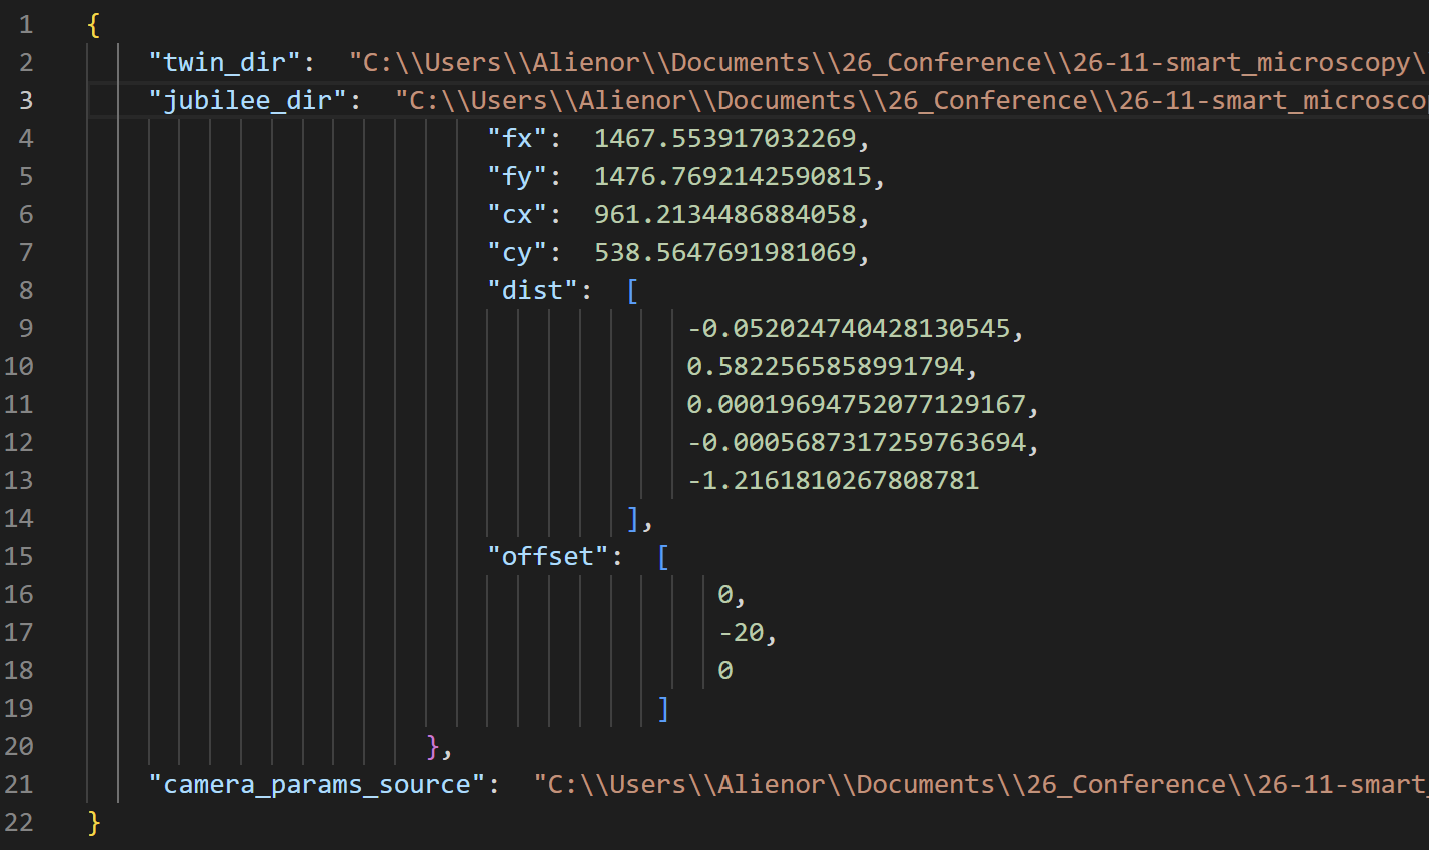 1 {
2 "twin_dir": "C:\\Users\\Alienor\\Documents\\26_Conference\\26-11-smart_microscopy\
3 "jubilee_dir": "C:\\Users\\Alienor\\Documents\\26_Conference\\26-11-smart_microsco
4 "fx": 1467.553917032269,
5 "fy": 1476.7692142590815,
6 "cx": 961.2134486884058,
7 "cy": 538.5647691981069,
8 "dist": [
9 -0.052024740428130545,
10 0.5822565858991794,
11 0.00019694752077129167,
12 -0.0005687317259763694,
13 -1.2161810267808781
14 ],
15 "offset": [
16 0,
17 -20,
18 0
19 ]
20 },
21 "camera_params_source": "C:\\Users\\Alienor\\Documents\\26_Conference\\26-11-smart_
22 }